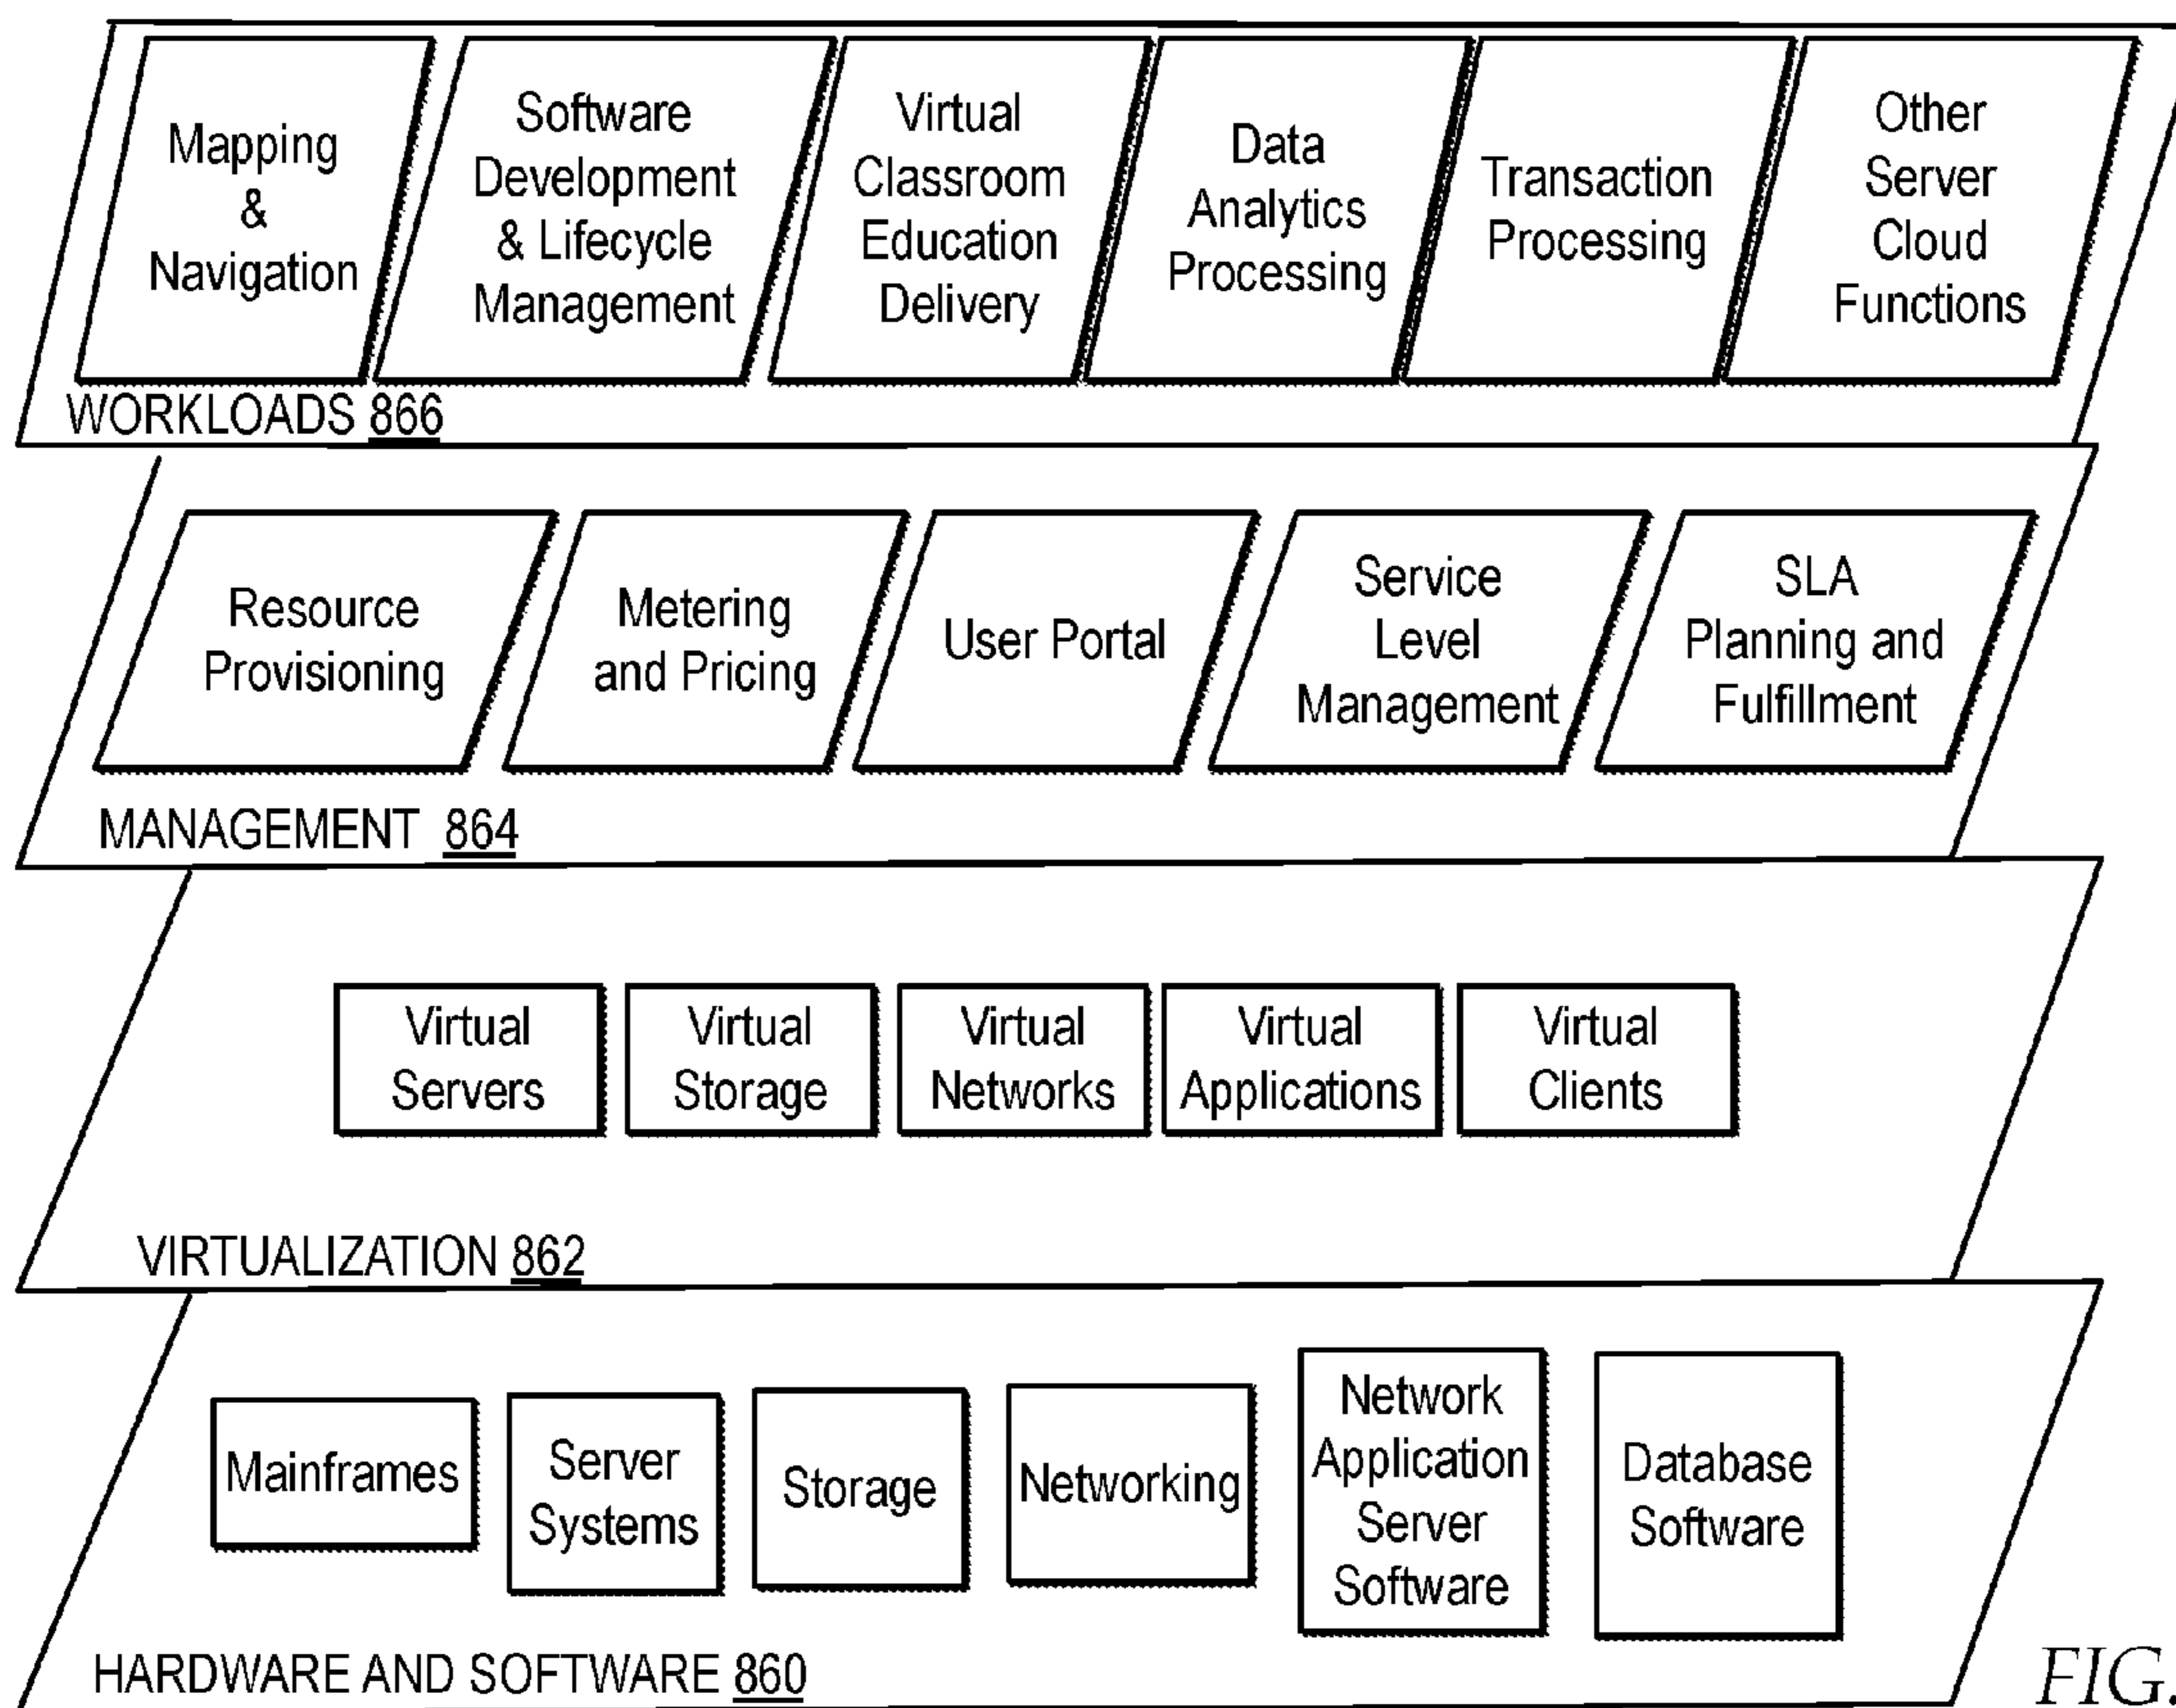 Mapping
&
Navigation
Software
Development
& Lifecycle
Management
Virtual
Classroom
Education
Delivery
Data
Analytics
Processing
Transaction
Processing
Other
Server
Cloud
Functions
WORKLOADS 866
Resource
Provisioning
Metering
and Pricing
User Portal
Service
Level
Management
SLA
Planning and
Fulfillment
MANAGEMENT 864
Virtual
Servers
Virtual
Storage
Virtual
Networks
Virtual
Applications
Virtual
Clients
VIRTUALIZATION 862
Mainframes
Server
Systems
Storage
Networking
Network
Application
Server
Software
Database
Software
HARDWARE AND SOFTWARE 860
FIG.